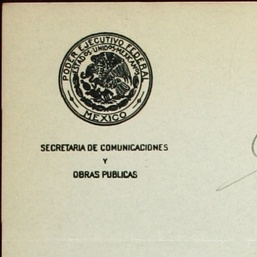 PODER EJECUTIVO FEDERAL
ESTADOS UNIDOS MEXICANOS
MEXICO
SECRETARIA DE COMUNICACIONES
Y
OBRAS PUBLICAS